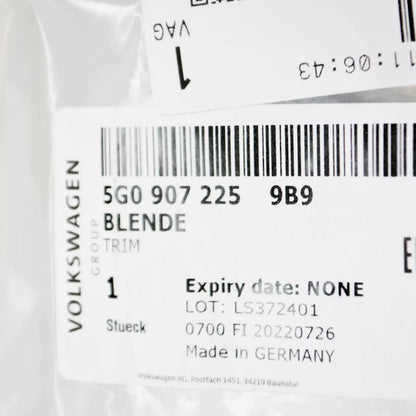 VAG
1
11:06:43
VOLKSWAGEN
GROUP
5G0 907 225 9B9
BLENDE
TRIM
1
Stueck
Expiry date: NONE
LOT: LS372401
0700 FI 20220726
Made in GERMANY
Volkswagen AG, Postfach 1451, 34219 Baunatal